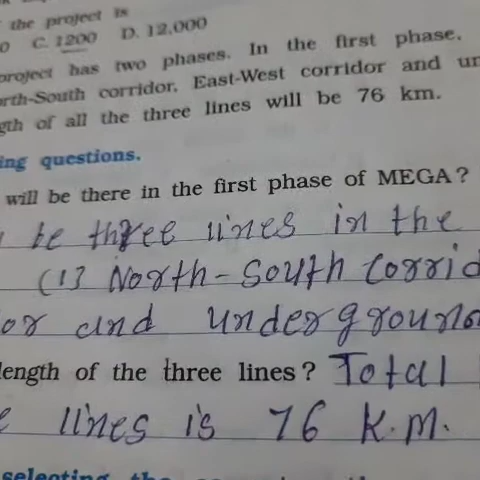 the project is
C. 1200 D. 12,000
project has two phases. In the first phase,
North-South corridor, East-West corridor and un
gth of all the three lines will be 76 km.
ing questions.
will be there in the first phase of MEGA?
be three lines in the
(1) North-South Corrid
or and underground
length of the three lines? Total
lines is 76 K.M.
selecting the